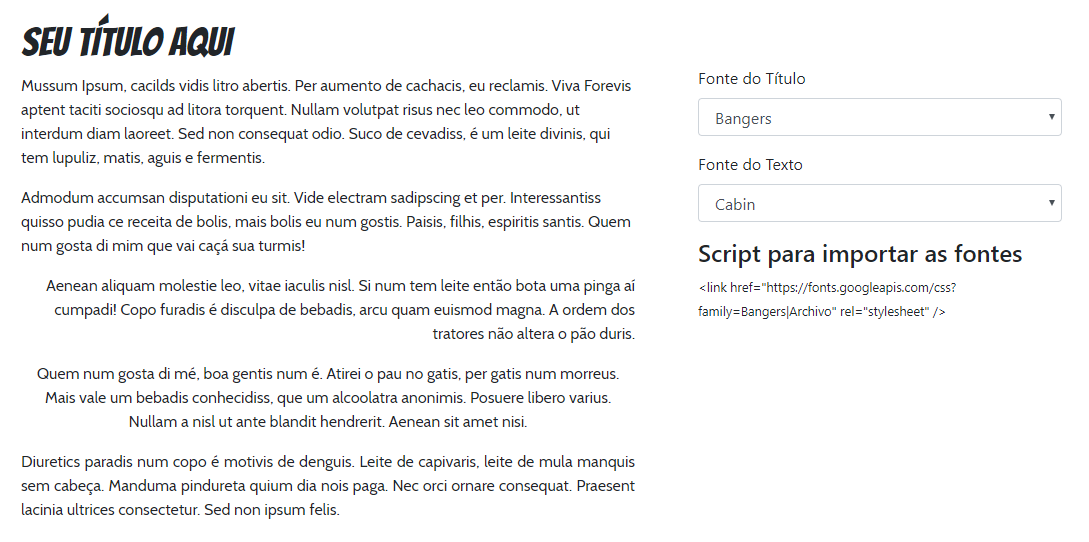 SEU TÍTULO AQUI
Mussum Ipsum, cacilds vidis litro abertis. Per aumento de cachacis, eu reclamis. Viva Forevis
aptent taciti sociosqu ad litora torquent. Nullam volutpat risus nec leo commodo, ut
interdum diam laoreet. Sed non consequat odio. Suco de cevadiss, é um leite divinis, qui
tem lupuliz, matis, aguis e fermentis.
Admodum accumsan disputationi eu sit. Vide electram sadipscing et per. Interessantiss
quisso pudia ce receita de bolis, mais bolis eu num gostis. Paisis, filhis, espiritis santis. Quem
num gosta di mim que vai caçá sua turmis!
Aenean aliquam molestie leo, vitae iaculis nisl. Si num tem leite então bota uma pinga aí
cumpadi! Copo furadis é disculpa de bebadis, arcu quam euismod magna. A ordem dos
tratores não altera o pão duris.
Quem num gosta di mé, boa gentis num é. Atirei o pau no gatis, per gatis num morreus.
Mais vale um bebadis conhecidiss, que um alcoolatra anonimis. Posuere libero varius.
Nullam a nisl ut ante blandit hendrerit. Aenean sit amet nisi.
Diuretics paradis num copo é motivis de denguis. Leite de capivaris, leite de mula manquis
sem cabeça. Manduma pindureta quium dia nois paga. Nec orci ornare consequat. Praesent
lacinia ultrices consectetur. Sed non ipsum felis.
Fonte do Título
Bangers
Fonte do Texto
Cabin
Script para importar as fontes
<link href="https://fonts.googleapis.com/css?
family=Bangers|Archivo" rel="stylesheet" />